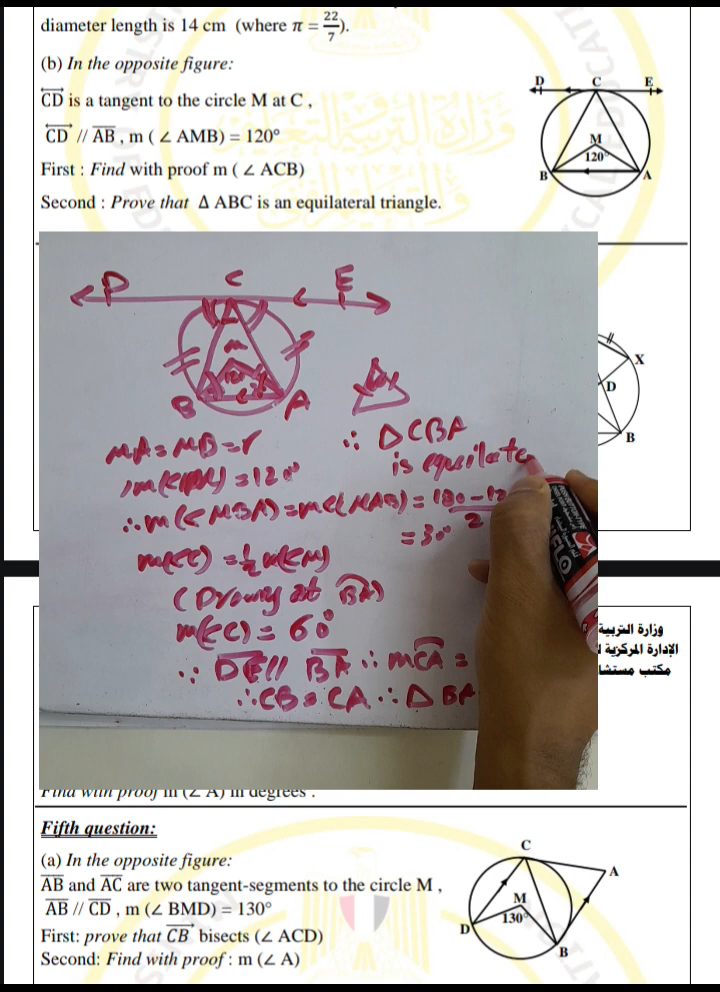 diameter length is 14 cm (where π = 22/7).
(b) In the opposite figure:
CD is a tangent to the circle M at C ,
CD // AB , m ( ∠ AMB) = 120°
First : Find with proof m ( ∠ ACB)
Second : Prove that Δ ABC is an equilateral triangle.
D C E
M
120°
B A
X
D
B
D C E
M
120
B A
MA = MB = r
∴ Δ CBA
is equilate
= 120°
∴ m(∠MBA) = m(∠MAB) = 180-12
2
= 30°
m(∠C) = ½ m(∠M)
BA)
m(∠C) = 60°
∵ DE // BA ∴ mCA =
∴ CB = CA ∴ Δ BA
وزارة التربية
الإدارة المركزية
مكتب مستشا
Find with proof m (∠ A) in degrees .
Fifth question:
(a) In the opposite figure:
AB and AC are two tangent-segments to the circle M ,
AB // CD , m (∠ BMD) = 130°
First: prove that CB bisects (∠ ACD)
Second: Find with proof : m (∠ A)
C
A
M
130°
D
B